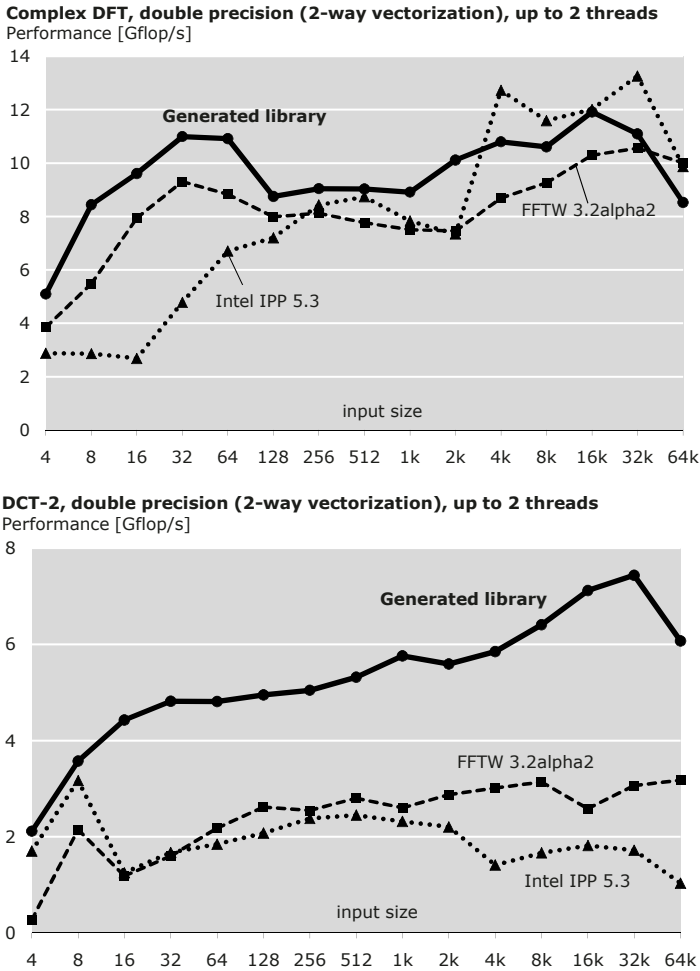 Complex DFT, double precision (2-way vectorization), up to 2 threads
Performance [Gflop/s]
14
12
Generated library
10
8
FFTW 3.2alpha2
6
Intel IPP 5.3
4
2
input size
0
4 8 16 32 64 128 256 512 1k 2k 4k 8k 16k 32k 64k
DCT-2, double precision (2-way vectorization), up to 2 threads
Performance [Gflop/s]
8
Generated library
6
4
FFTW 3.2alpha2
2
Intel IPP 5.3
input size
0
4 8 16 32 64 128 256 512 1k 2k 4k 8k 16k 32k 64k